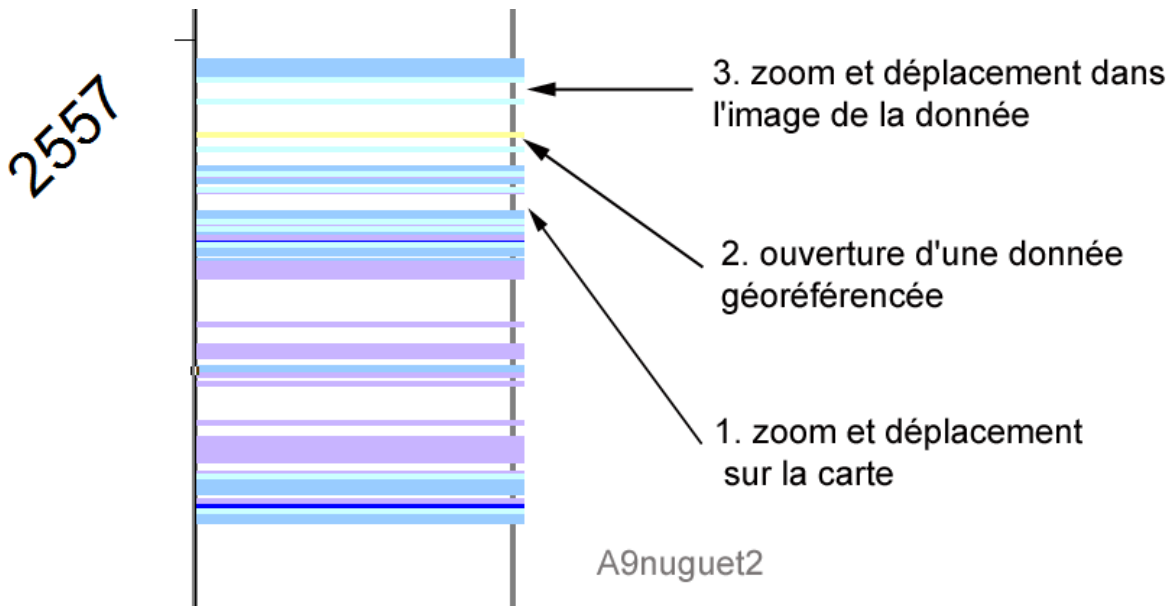 2557
3. zoom et déplacement dans
l'image de la donnée
2. ouverture d'une donnée
géoréférencée
1. zoom et déplacement
sur la carte
A9nuguet2